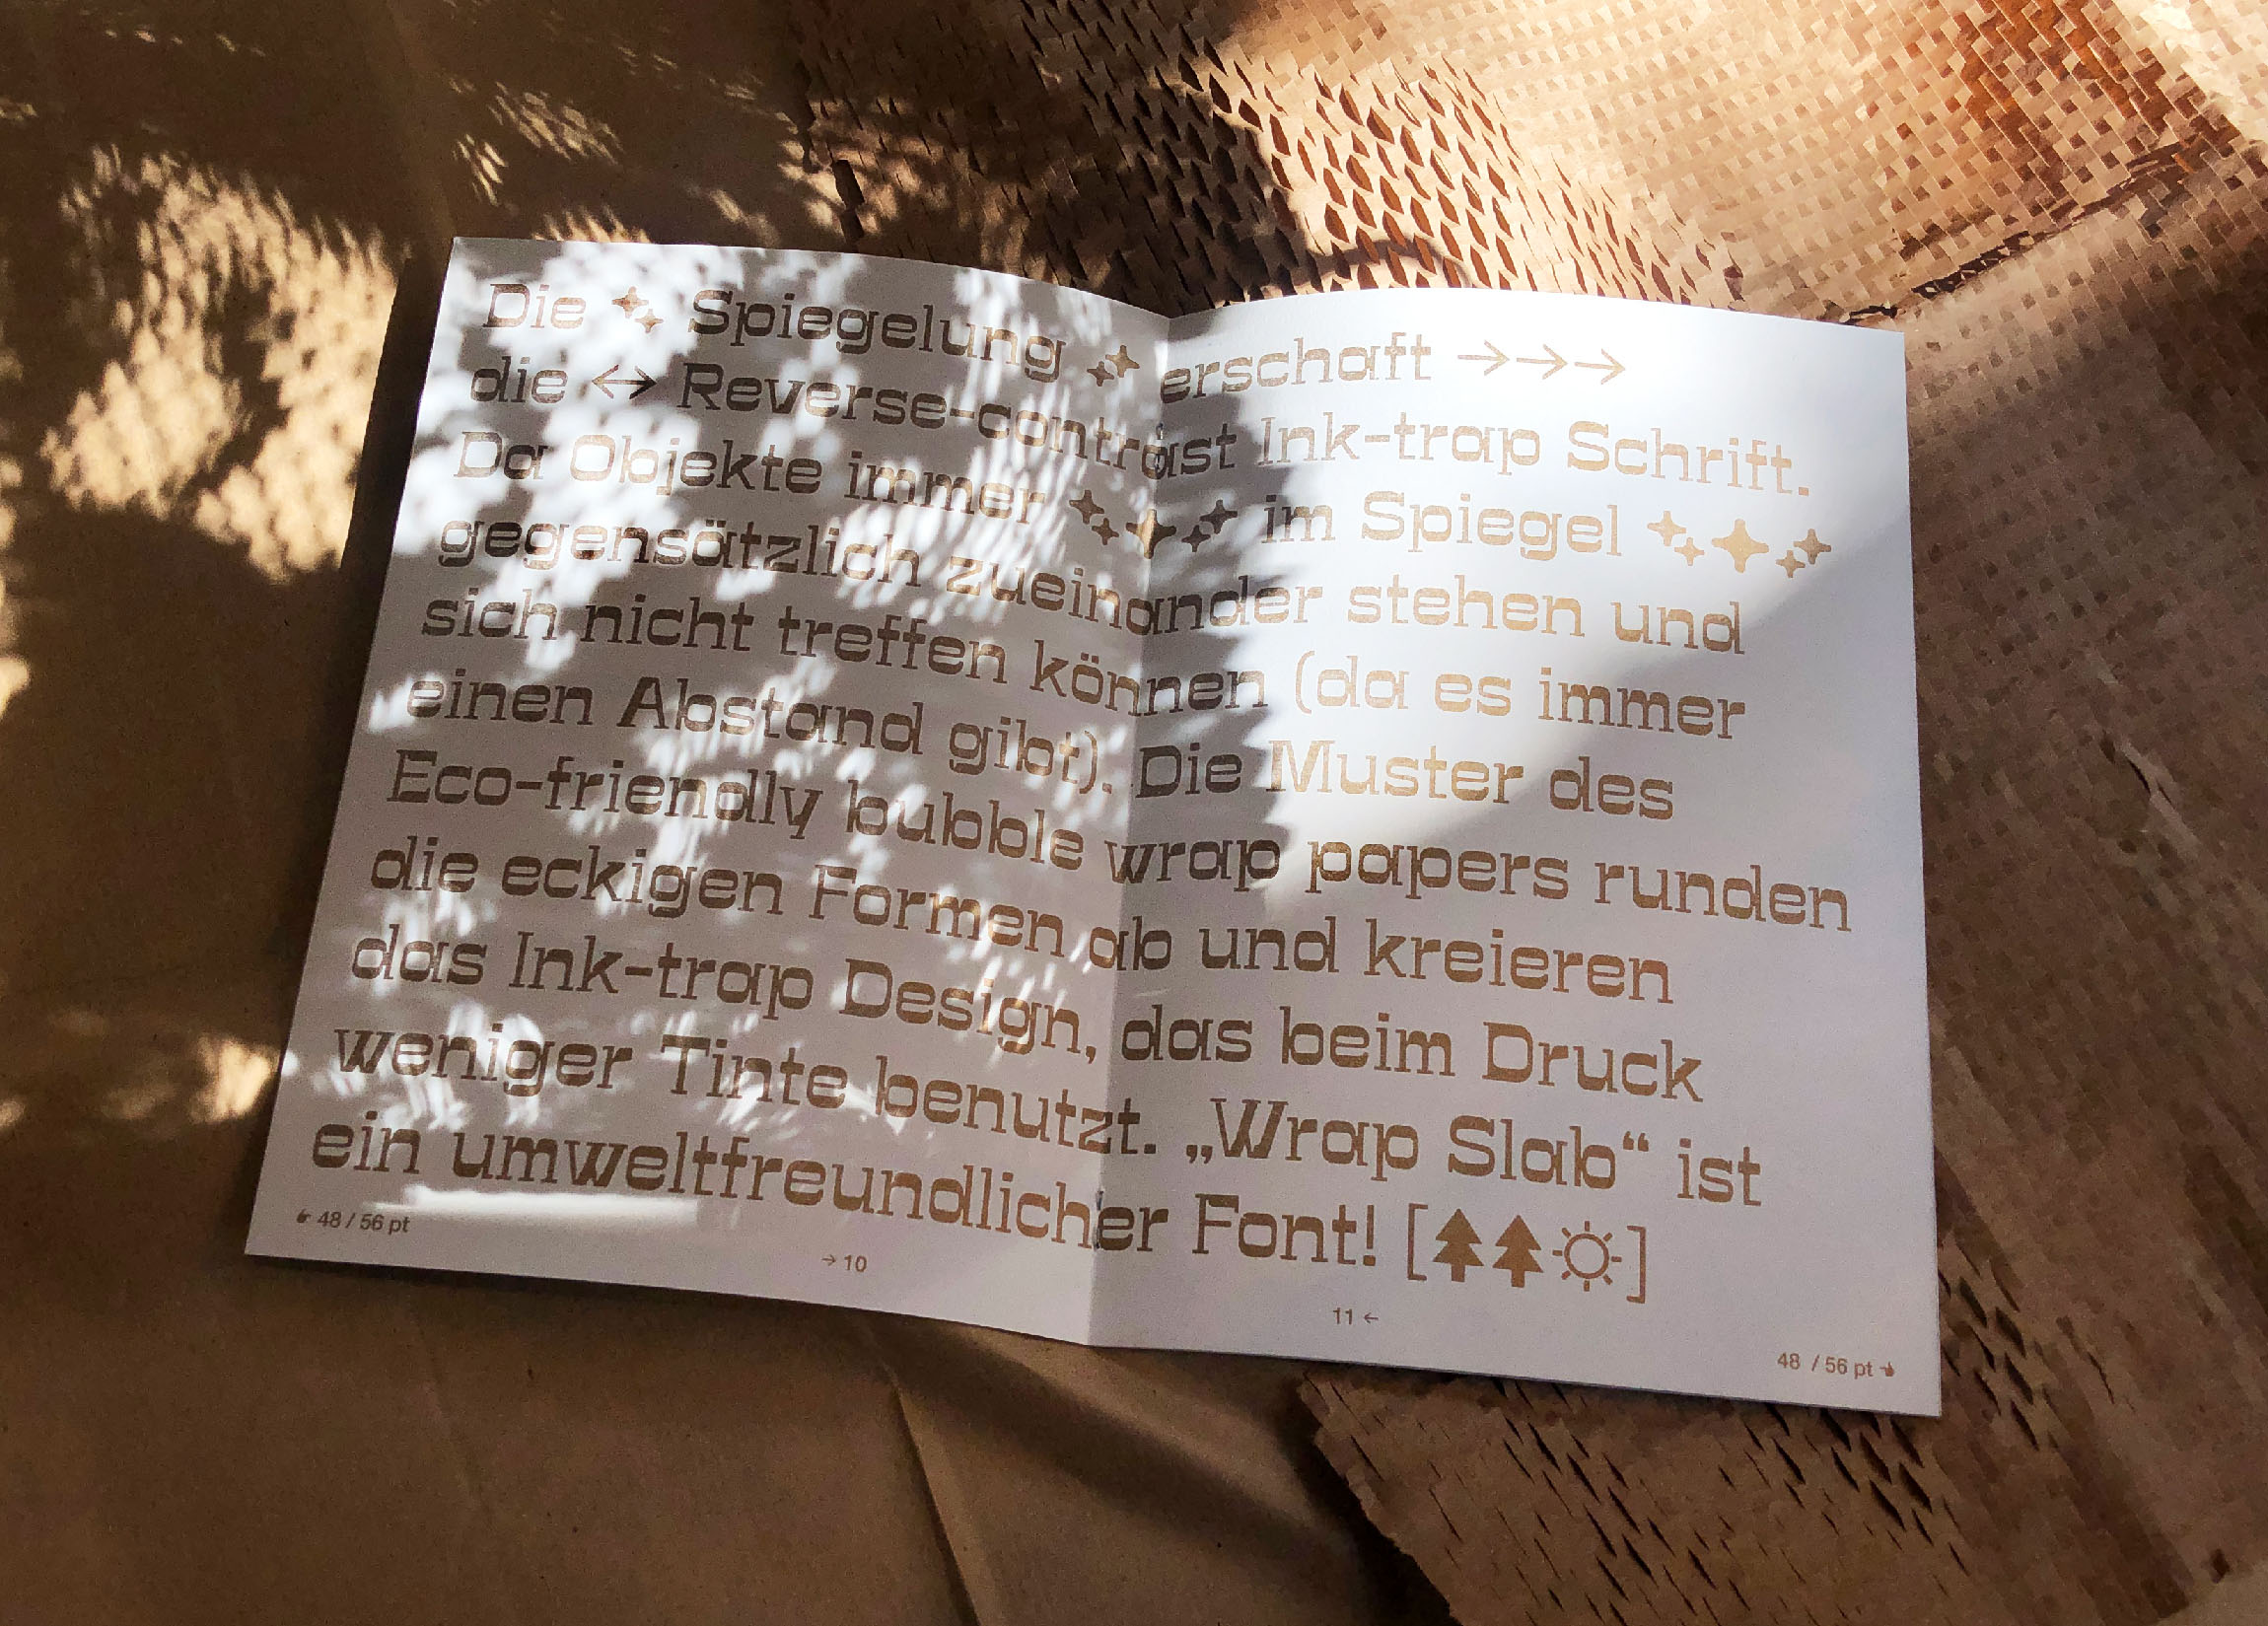 Die ✨ Spiegelung ✨ erschaft →→→
die ↔ Reverse-contrast Ink-trap Schrift.
Da Objekte immer ✨✦✨ im Spiegel ✨✦✨
gegensätzlich zueinander stehen und
sich nicht treffen können (da es immer
einen Abstand gibt). Die Muster des
Eco-friendly bubble wrap papers runden
die eckigen Formen ab und kreieren
das Ink-trap Design, das beim Druck
weniger Tinte benutzt. „Wrap Slab“ ist
ein umweltfreundlicher Font! [🌲🌲☼]
☛ 48 / 56 pt
→ 10
11 ←
48 / 56 pt ☚